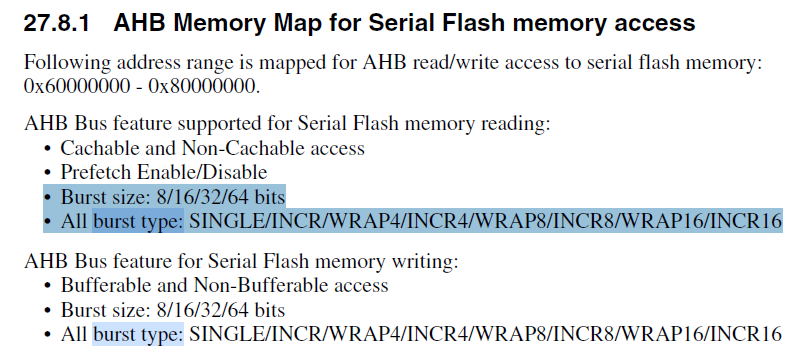 27.8.1 AHB Memory Map for Serial Flash memory access
Following address range is mapped for AHB read/write access to serial flash memory:
0x60000000 - 0x80000000.
AHB Bus feature supported for Serial Flash memory reading:
• Cachable and Non-Cachable access
• Prefetch Enable/Disable
• Burst size: 8/16/32/64 bits
• All burst type: SINGLE/INCR/WRAP4/INCR4/WRAP8/INCR8/WRAP16/INCR16
AHB Bus feature for Serial Flash memory writing:
• Bufferable and Non-Bufferable access
• Burst size: 8/16/32/64 bits
• All burst type: SINGLE/INCR/WRAP4/INCR4/WRAP8/INCR8/WRAP16/INCR16